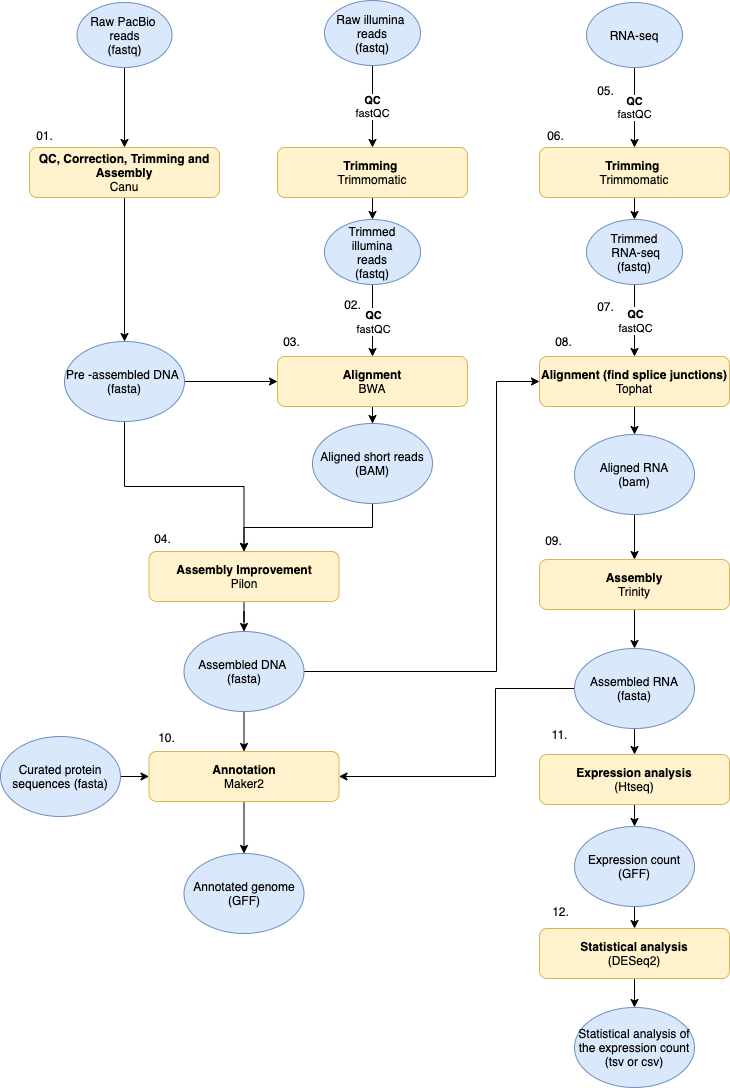 Raw PacBio
reads
(fastq)
Raw illumina
reads
(fastq)
RNA-seq
QC
fastQC
05.
QC
fastQC
01.
QC, Correction, Trimming and
Assembly
Canu
Trimming
Trimmomatic
06.
Trimming
Trimmomatic
Trimmed
illumina
reads
(fastq)
Trimmed
RNA-seq
(fastq)
02.
QC
fastQC
07.
QC
fastQC
Pre -assembled DNA
(fasta)
03.
Alignment
BWA
08.
Alignment (find splice junctions)
Tophat
Aligned short reads
(BAM)
Aligned RNA
(bam)
04.
Assembly Improvement
Pilon
09.
Assembly
Trinity
Assembled DNA
(fasta)
Assembled RNA
(fasta)
Curated protein
sequences (fasta)
10.
Annotation
Maker2
11.
Expression analysis
(Htseq)
Annotated genome
(GFF)
Expression count
(GFF)
12.
Statistical analysis
(DESeq2)
Statistical analysis of
the expression count
(tsv or csv)